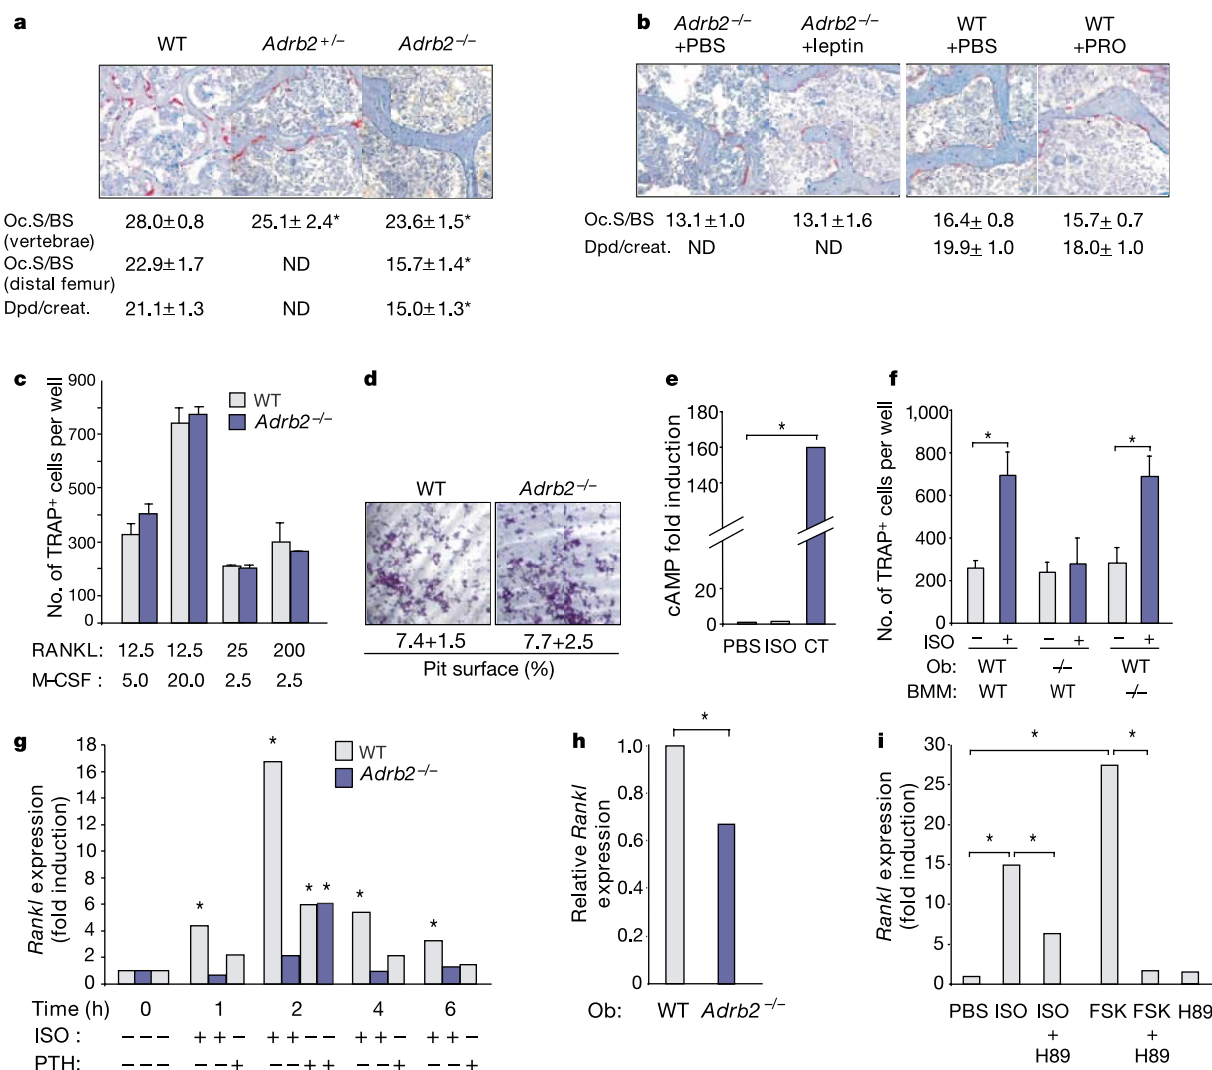 a
WT Adrb2+/− Adrb2−/−
Oc.S/BS (vertebrae) 28.0±0.8 25.1±2.4* 23.6±1.5*
Oc.S/BS (distal femur) 22.9±1.7 ND 15.7±1.4*
Dpd/creat. 21.1±1.3 ND 15.0±1.3*
b
Adrb2−/− +PBS Adrb2−/− +leptin WT +PBS WT +PRO
Oc.S/BS 13.1±1.0 13.1±1.6 16.4±0.8 15.7±0.7
Dpd/creat. ND ND 19.9±1.0 18.0±1.0
c
No. of TRAP+ cells per well
900
700
500
300
100
0
WT
Adrb2−/−
RANKL: 12.5 12.5 25 200
M-CSF : 5.0 20.0 2.5 2.5
d
WT Adrb2−/−
7.4+1.5 7.7+2.5
Pit surface (%)
e
cAMP fold induction
180
160
140
20
0
*
PBS ISO CT
f
No. of TRAP+ cells per well
1,000
800
600
400
200
0
* *
ISO − + − + − +
Ob: WT −/− WT
BMM: WT WT −/−
g
Rankl expression
(fold induction)
18
16
14
12
10
8
6
4
2
0
WT
Adrb2−/−
* * * * * *
Time (h) 0 1 2 4 6
ISO : − − − + + − + + − − + + − + + −
PTH: − − − − − + − − + + − − + − − +
h
Relative Rankl
expression
1.0
0.8
0.6
0.4
0.2
0
*
Ob: WT Adrb2−/−
i
Rankl expression
(fold induction)
30
25
20
15
10
5
0
* * * *
PBS ISO ISO + H89 FSK FSK + H89 H89